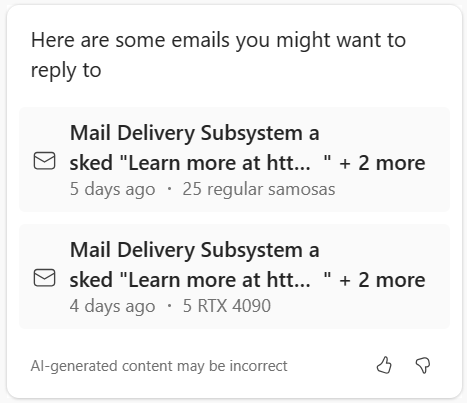 Here are some emails you might want to
reply to
Mail Delivery Subsystem a
sked "Learn more at htt... " + 2 more
5 days ago · 25 regular samosas
Mail Delivery Subsystem a
sked "Learn more at htt... " + 2 more
4 days ago · 5 RTX 4090
AI-generated content may be incorrect